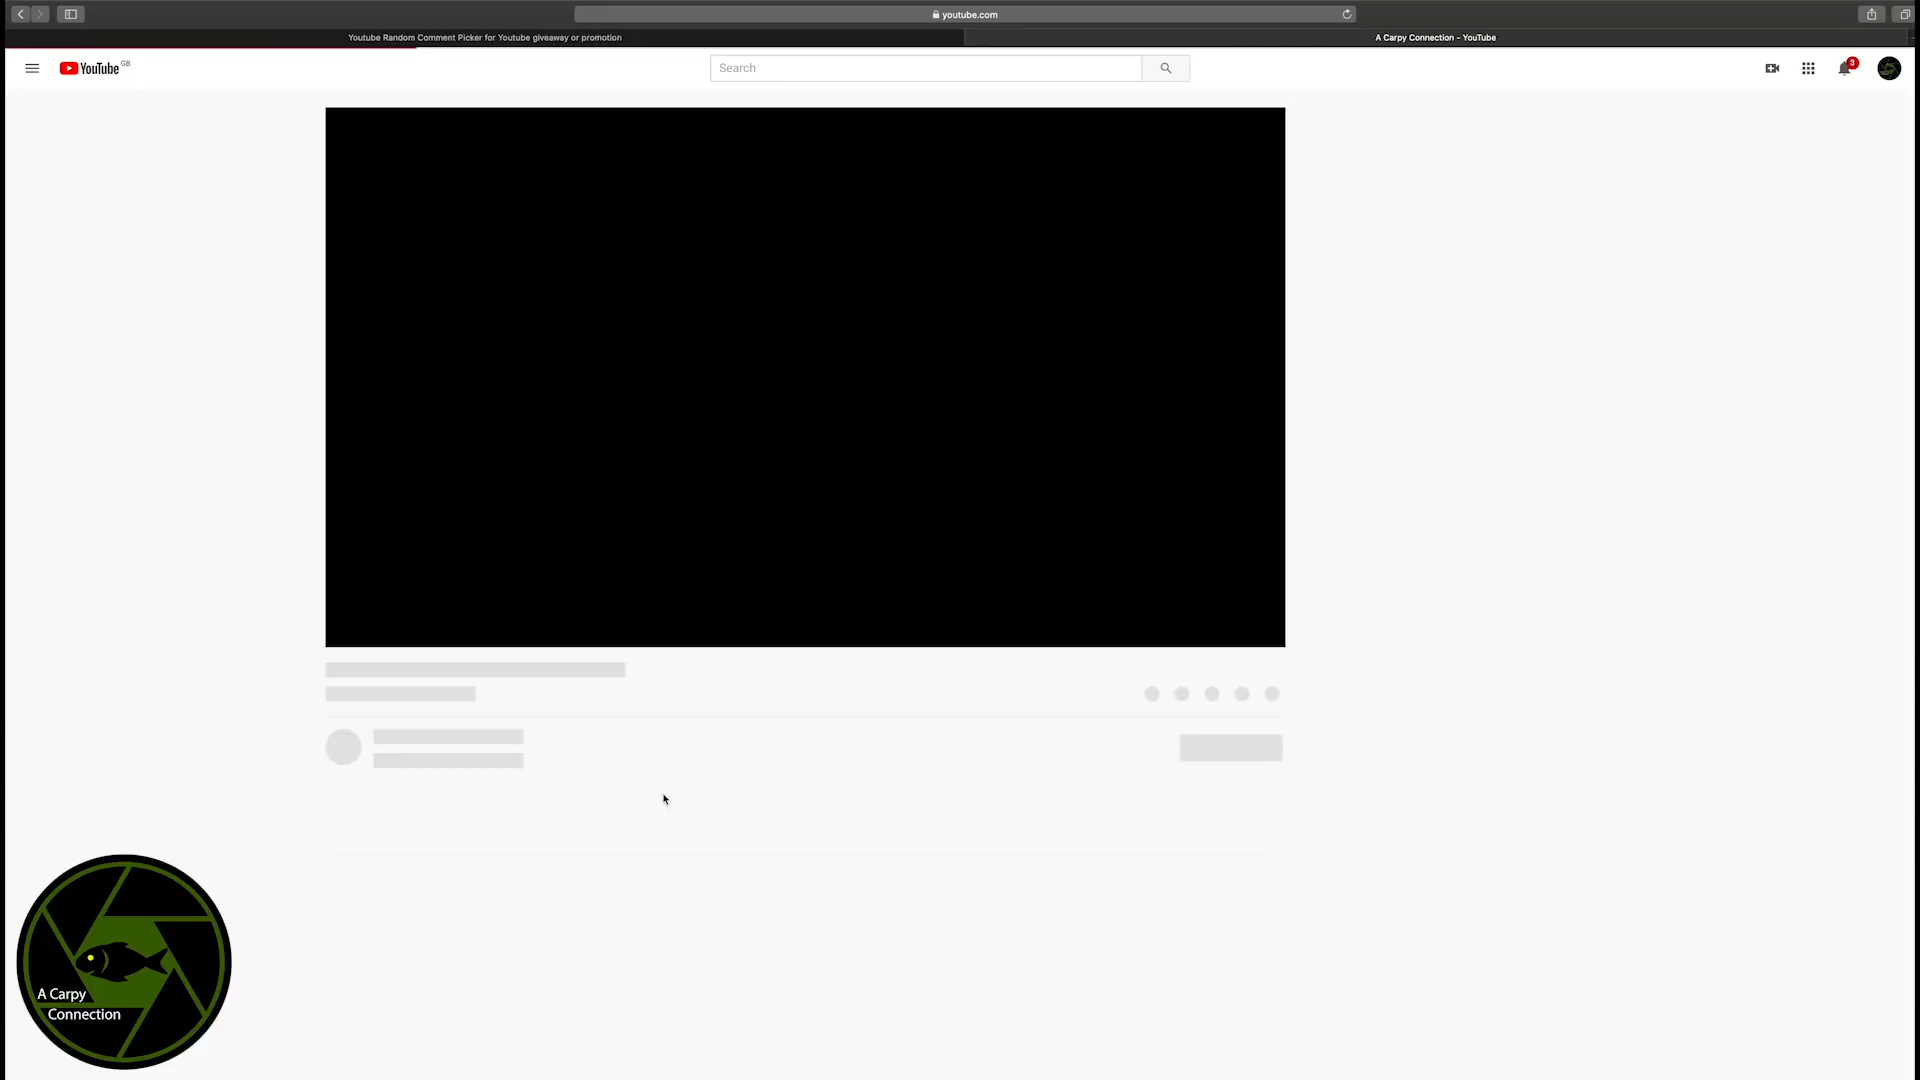 youtube.com
Youtube Random Comment Picker for Youtube giveaway or promotion
A Carpy Connection - YouTube
YouTube GB
Search
3
A Carpy
Connection